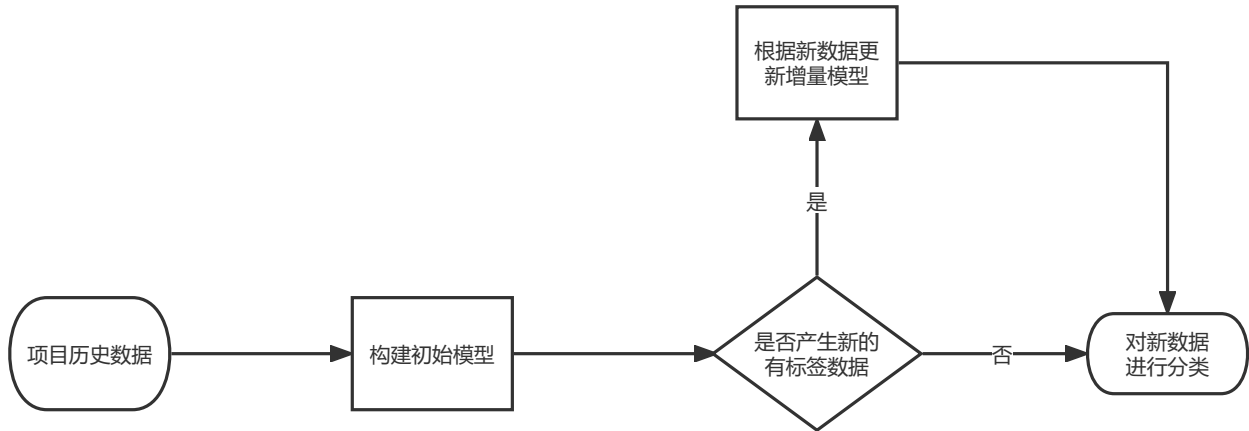 根据新数据更
新增量模型
是
项目历史数据
构建初始模型
是否产生新的
有标签数据
否
对新数据
进行分类